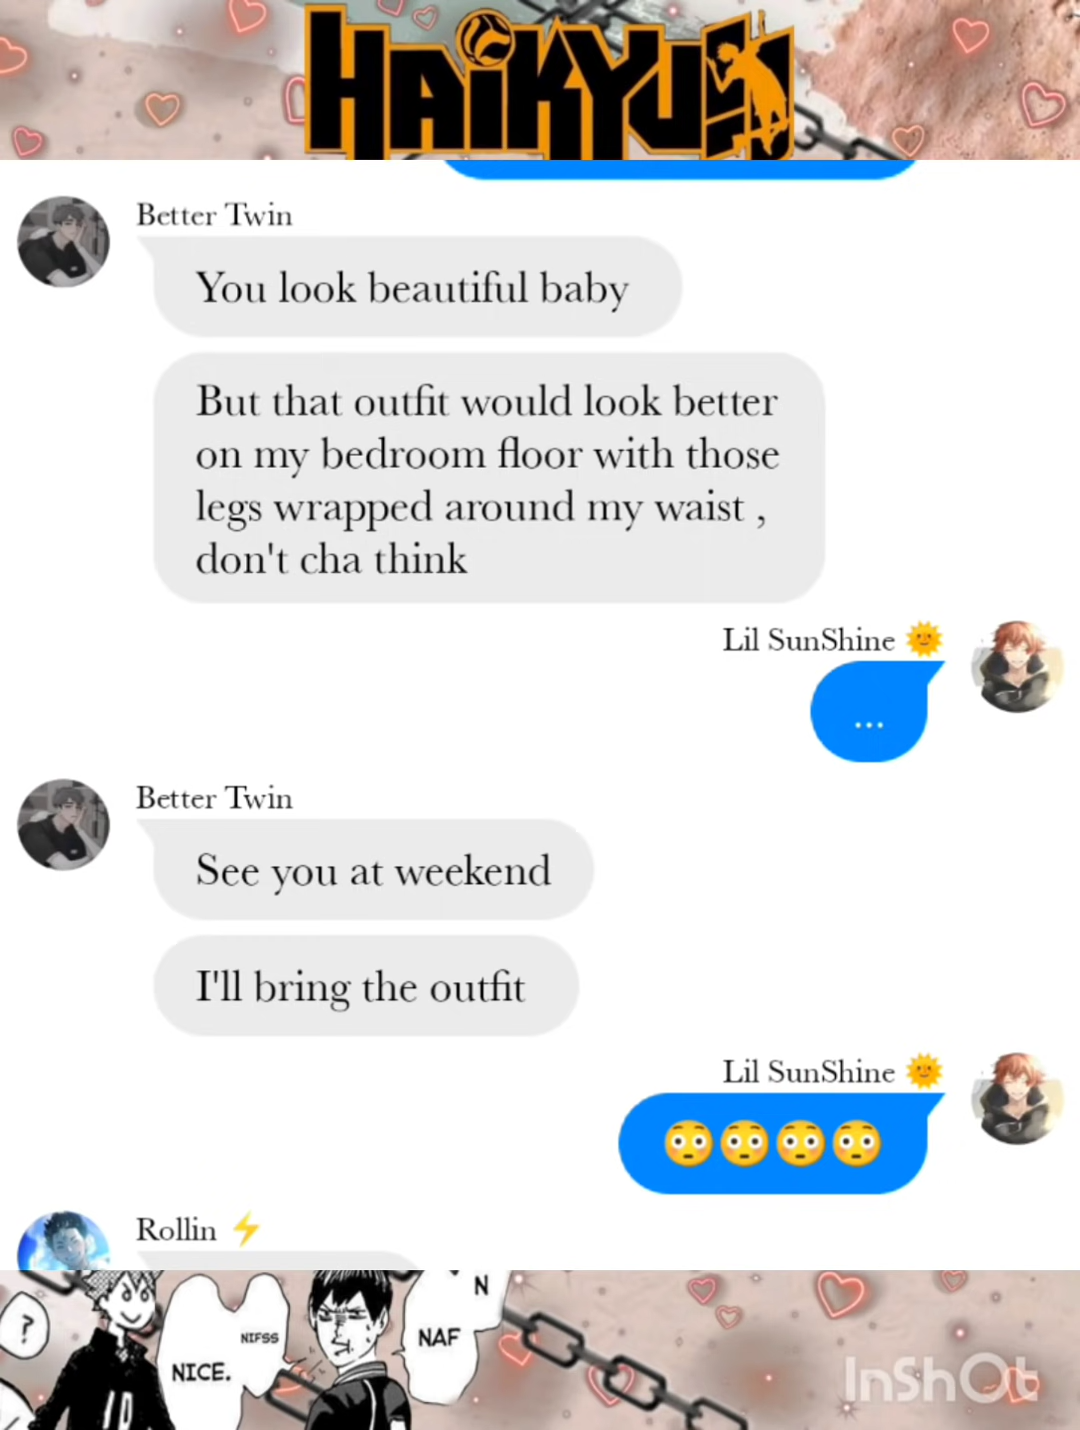 HAIKYU!!
Better Twin
You look beautiful baby
But that outfit would look better
on my bedroom floor with those
legs wrapped around my waist ,
don't cha think
Lil SunShine 🌞
...
Better Twin
See you at weekend
I'll bring the outfit
Lil SunShine 🌞
😳😳😳😳
Rollin ⚡
?
NIFSS
NICE.
N
NAF
10
InShOt